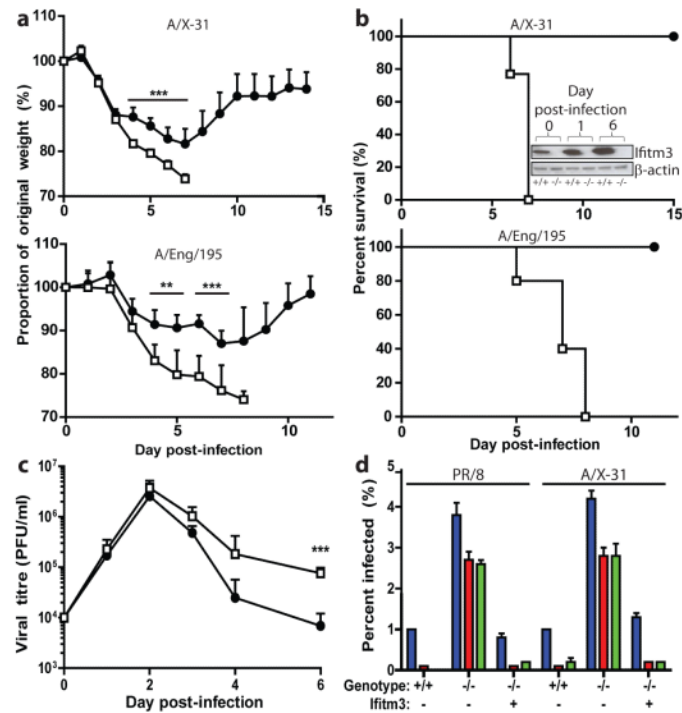 a
A/X-31
Proportion of original weight (%)
100
90
80
70
***
0
5
10
15
A/Eng/195
110
100
90
80
70
**
***
0
5
10
Day post-infection
b
A/X-31
Percent survival (%)
100
80
60
40
20
0
Day
post-infection
0 1 6
Ifitm3
β-actin
+/+ -/- +/+ -/- +/+ -/-
0
5
10
15
A/Eng/195
100
80
60
40
20
0
0
5
10
Day post-infection
c
Viral titre (PFU/ml)
10⁷
10⁶
10⁵
10⁴
10³
***
0
2
4
6
Day post-infection
d
PR/8
A/X-31
Percent infected (%)
4
2
1
0
Genotype: +/+ -/- -/- +/+ -/- -/-
Ifitm3: - - + - - +